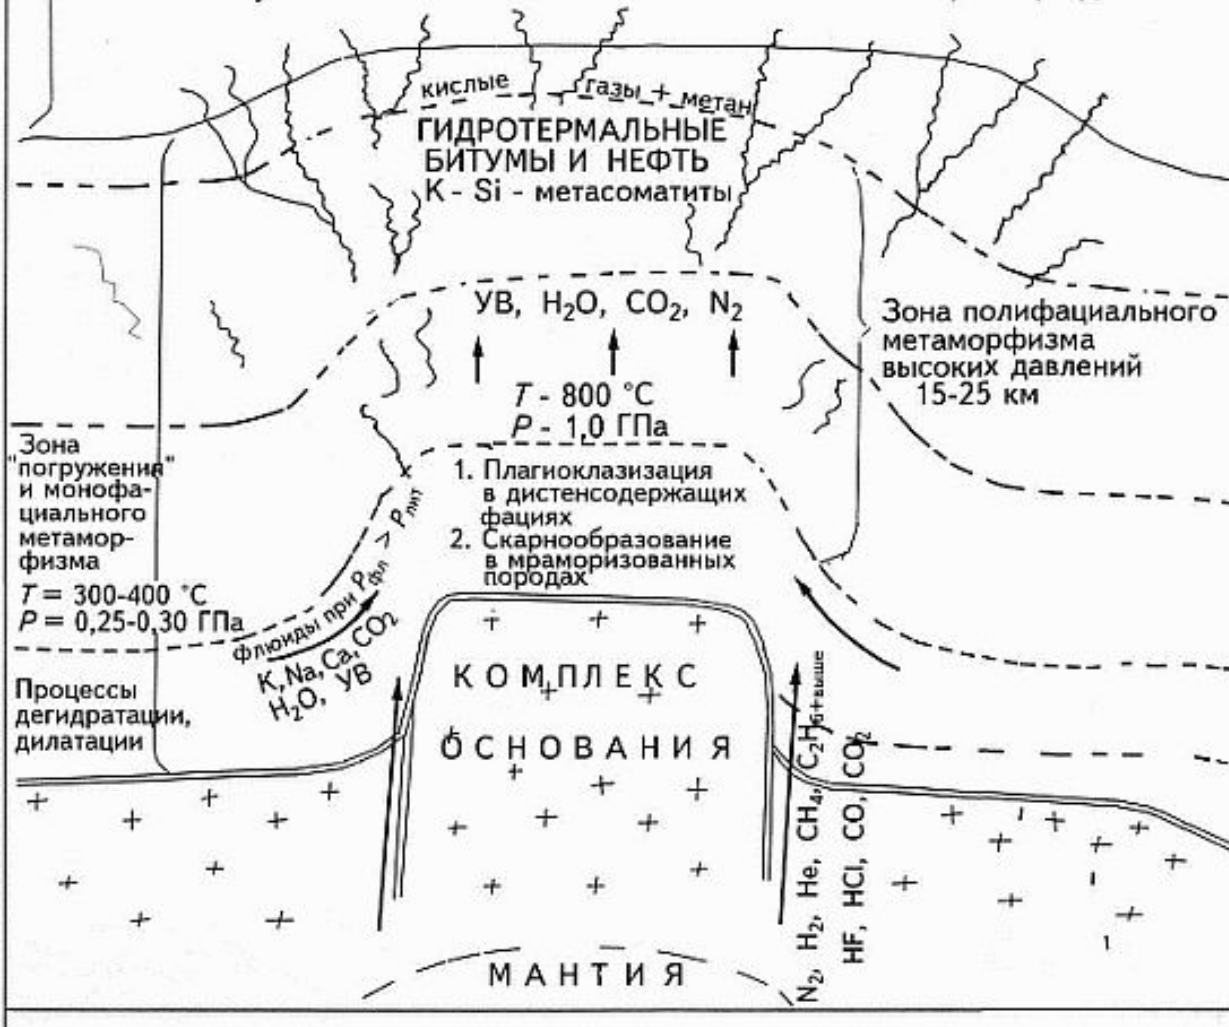 кислые газы + метан
ГИДРОТЕРМАЛЬНЫЕ
БИТУМЫ И НЕФТЬ
K - Si - метасоматиты
УВ, H₂O, CO₂, N₂
T - 800 °C
P - 1,0 ГПа
Зона полифациального
метаморфизма
высоких давлений
15-25 км
1. Плагиоклазизация
в дистенсодержащих
фациях
2. Скарнообразование
в мраморизованных
породах
Зона
"погружения"
и монофа-
циального
метамор-
физма
T = 300-400 °C
P = 0,25-0,30 ГПа
Флюиды при Pфл > Pлит
K, Na, Ca, CO₂
H₂O, УВ
Процессы
дегидратации,
дилатации
КОМПЛЕКС
ОСНОВАНИЯ
N₂, H₂, He, CH₄, C₂H₆+выше
HF, HCl, CO, CO₂
МАНТИЯ